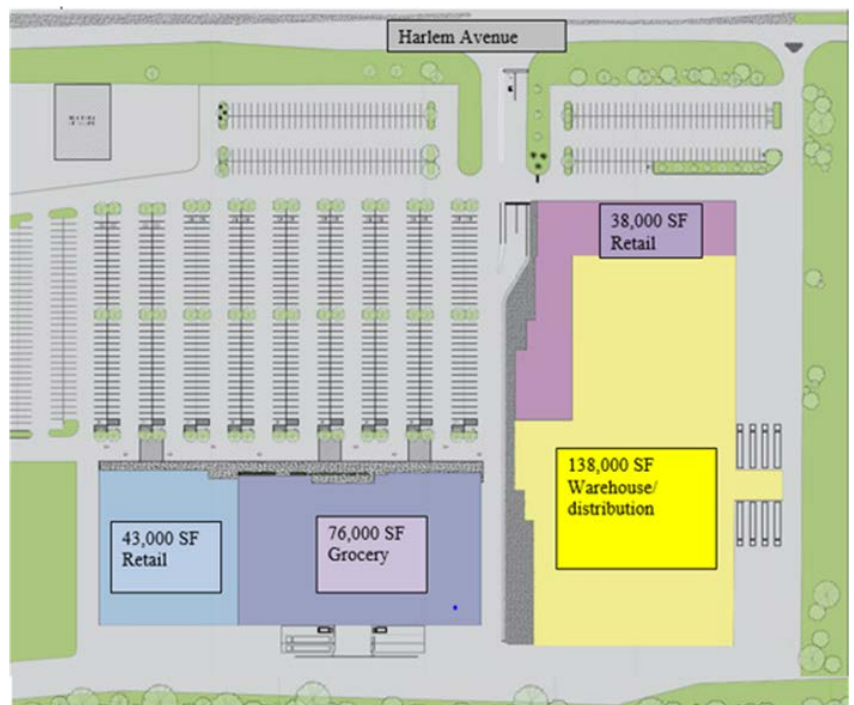 Harlem Avenue
38,000 SF
Retail
138,000 SF
Warehouse/
distribution
43,000 SF
Retail
76,000 SF
Grocery